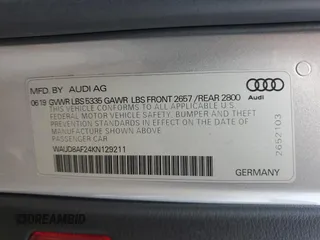 MFD. BY AUDI AG
06 19 GVWR LBS 5335 GAWR LBS FRONT 2657 /REAR 2800
THIS VEHICLE CONFORMS TO ALL APPLICABLE
FEDERAL MOTOR VEHICLE SAFETY, BUMPER AND THEFT
PREVENTION STANDARDS IN EFFECT ON THE
DATE OF MANUFACTURE SHOWN ABOVE.
PASSENGER CAR
WAUD8AF24KN129211
Audi
2652103
GERMANY
DREAMBID